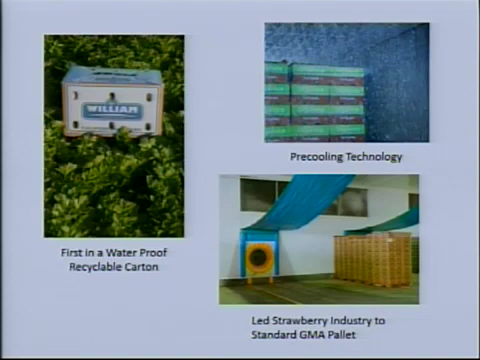 WILLIAM
First in a Water Proof
Recyclable Carton
Precooling Technology
Led Strawberry Industry to
Standard GMA Pallet